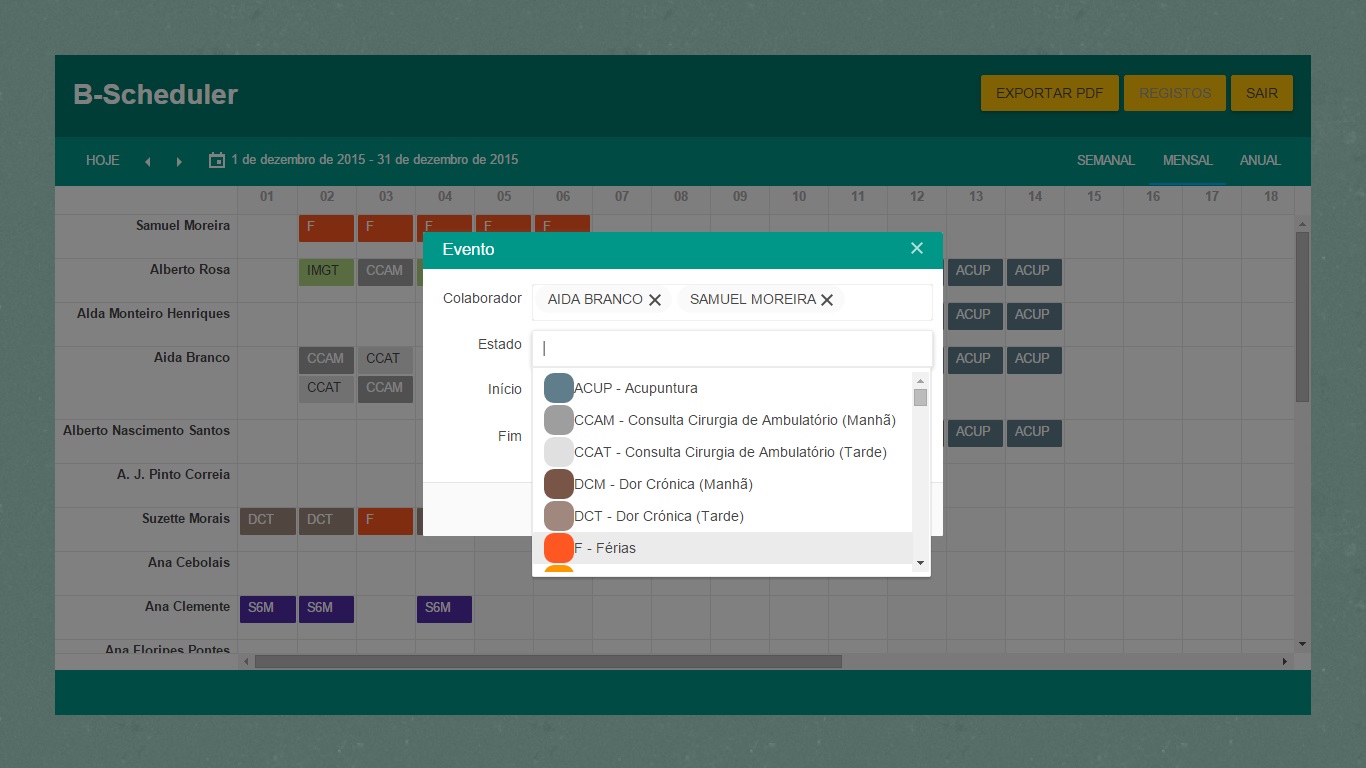 B-Scheduler
EXPORTAR PDF REGISTOS SAIR
HOJE 1 de dezembro de 2015 - 31 de dezembro de 2015 SEMANAL MENSAL ANUAL
01 02 03 04 05 06 07 08 09 10 11 12 13 14 15 16 17 18
Samuel Moreira F F F F F
Evento
Alberto Rosa IMGT CCAM ACUP ACUP
Colaborador AIDA BRANCO SAMUEL MOREIRA
Alda Monteiro Henriques ACUP ACUP
Estado
Aida Branco CCAM CCAT ACUP ACUP
CCAT CCAM
Início
Fim
ACUP - Acupuntura
CCAM - Consulta Cirurgia de Ambulatório (Manhã)
CCAT - Consulta Cirurgia de Ambulatório (Tarde)
DCM - Dor Crónica (Manhã)
DCT - Dor Crónica (Tarde)
F - Férias
Alberto Nascimento Santos ACUP ACUP
A. J. Pinto Correia
Suzette Morais DCT DCT F
Ana Cebolais
Ana Clemente S6M S6M S6M
Ana Floripes Pontes